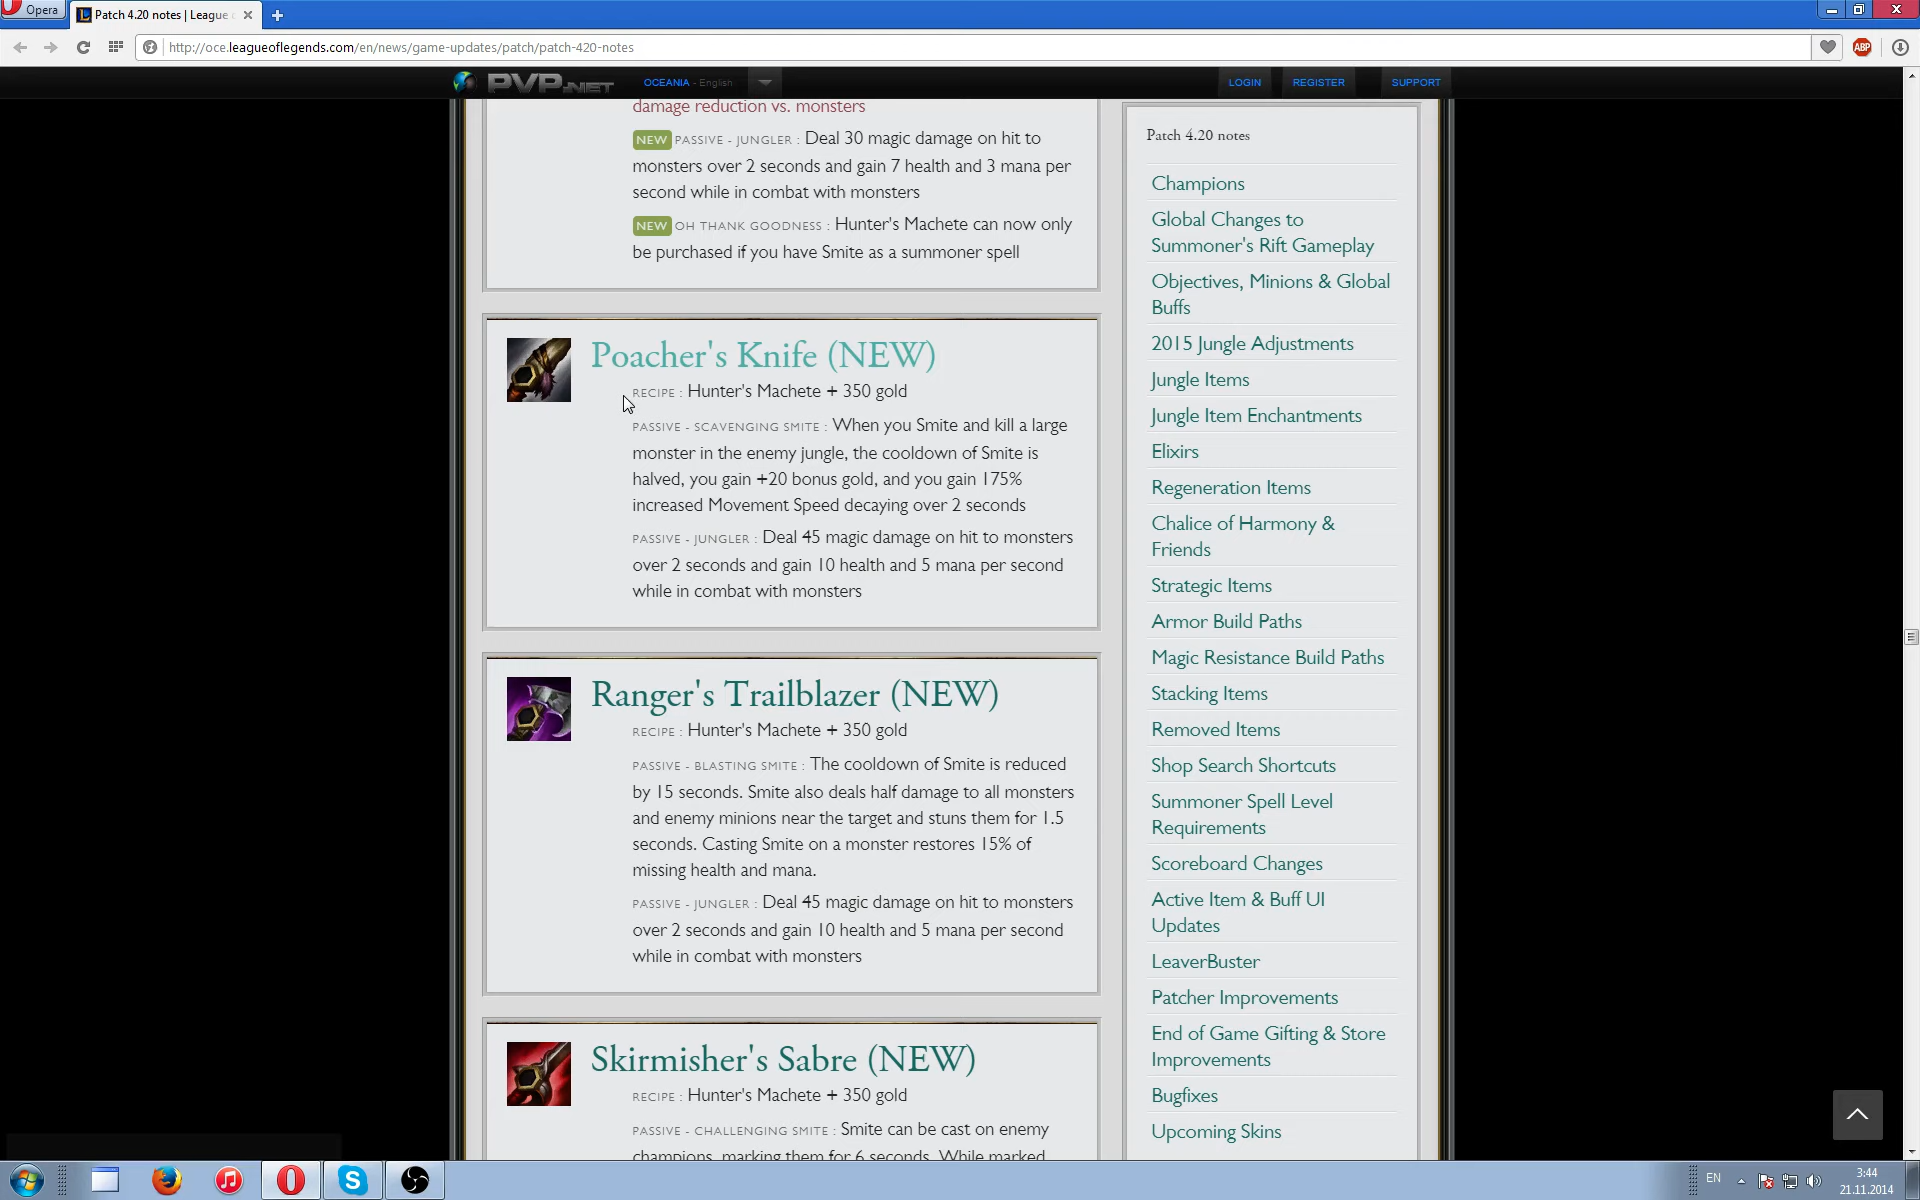 Opera
Patch 4.20 notes | League o
http://oce.leagueoflegends.com/en/news/game-updates/patch/patch-420-notes
ABP
PVP.NET
OCEANIA - English
LOGIN
REGISTER
SUPPORT
damage reduction vs. monsters
NEW PASSIVE - JUNGLER : Deal 30 magic damage on hit to
monsters over 2 seconds and gain 7 health and 3 mana per
second while in combat with monsters
NEW OH THANK GOODNESS : Hunter's Machete can now only
be purchased if you have Smite as a summoner spell
Poacher's Knife (NEW)
RECIPE : Hunter's Machete + 350 gold
PASSIVE - SCAVENGING SMITE : When you Smite and kill a large
monster in the enemy jungle, the cooldown of Smite is
halved, you gain +20 bonus gold, and you gain 175%
increased Movement Speed decaying over 2 seconds
PASSIVE - JUNGLER : Deal 45 magic damage on hit to monsters
over 2 seconds and gain 10 health and 5 mana per second
while in combat with monsters
Ranger's Trailblazer (NEW)
RECIPE : Hunter's Machete + 350 gold
PASSIVE - BLASTING SMITE : The cooldown of Smite is reduced
by 15 seconds. Smite also deals half damage to all monsters
and enemy minions near the target and stuns them for 1.5
seconds. Casting Smite on a monster restores 15% of
missing health and mana.
PASSIVE - JUNGLER : Deal 45 magic damage on hit to monsters
over 2 seconds and gain 10 health and 5 mana per second
while in combat with monsters
Skirmisher's Sabre (NEW)
RECIPE : Hunter's Machete + 350 gold
PASSIVE - CHALLENGING SMITE : Smite can be cast on enemy
champions, marking them for 6 seconds. While marked
Patch 4.20 notes
Champions
Global Changes to
Summoner's Rift Gameplay
Objectives, Minions & Global
Buffs
2015 Jungle Adjustments
Jungle Items
Jungle Item Enchantments
Elixirs
Regeneration Items
Chalice of Harmony &
Friends
Strategic Items
Armor Build Paths
Magic Resistance Build Paths
Stacking Items
Removed Items
Shop Search Shortcuts
Summoner Spell Level
Requirements
Scoreboard Changes
Active Item & Buff UI
Updates
LeaverBuster
Patcher Improvements
End of Game Gifting & Store
Improvements
Bugfixes
Upcoming Skins
EN
3:44
21.11.2014